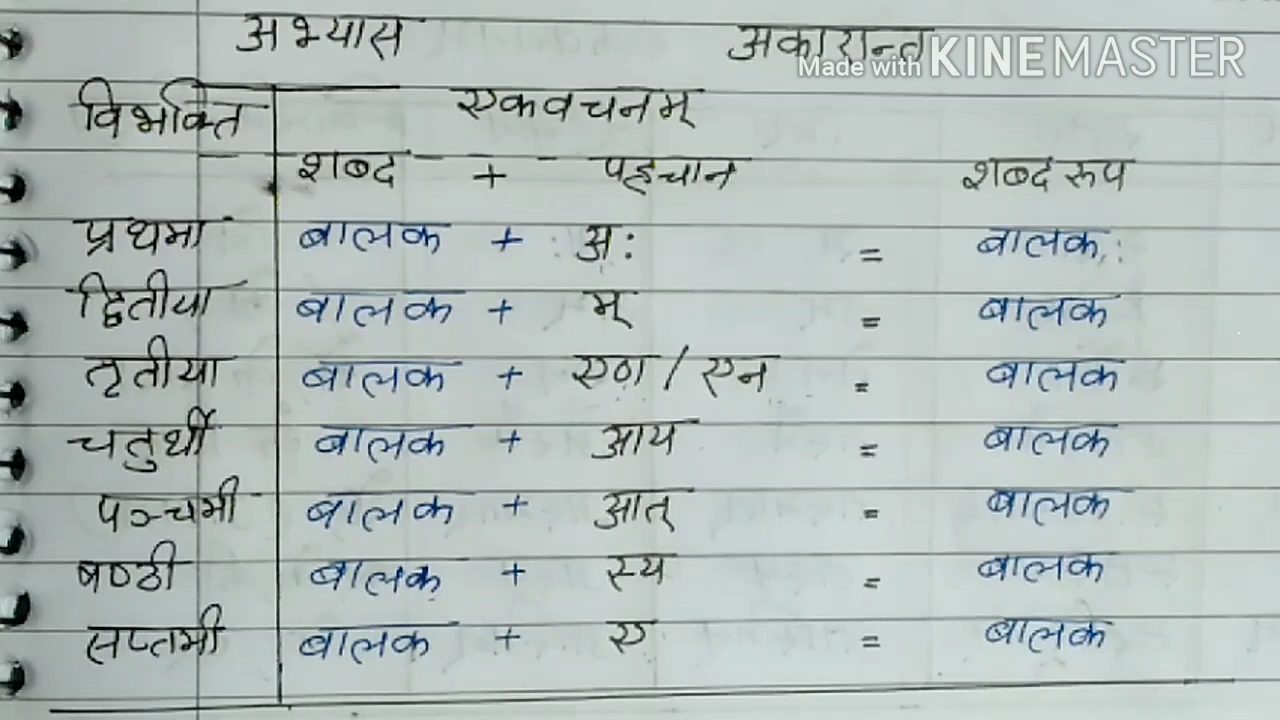 अभ्यास अकारान्त
Made with KINEMASTER
विभक्ति एकवचनम्
शब्द + पहचान शब्द रूप
प्रथमा बालक + अः = बालक:
द्वितीया बालक + म् = बालक
तृतीया बालक + एण / एन = बालक
चतुर्थी बालक + आय = बालक
पञ्चमी बालक + आत् = बालक
षष्ठी बालक + स्य = बालक
सप्तमी बालक + ए = बालक